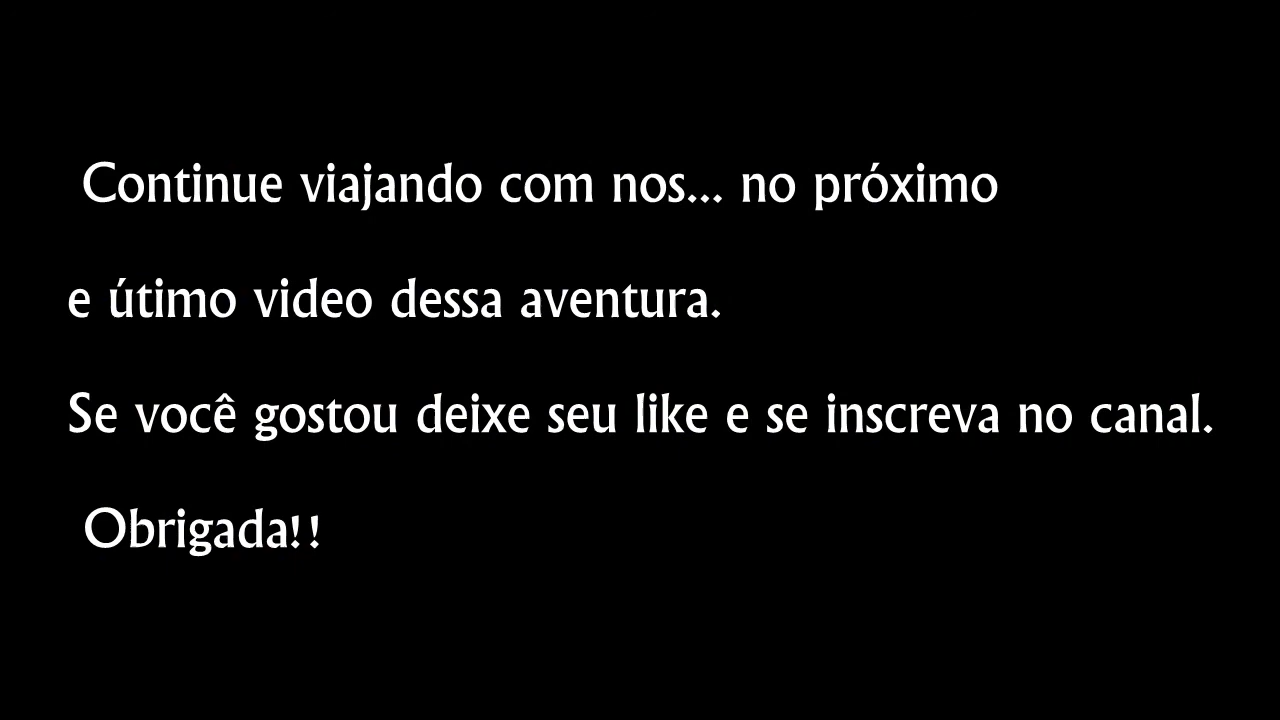 Continue viajando com nos... no próximo
e útimo video dessa aventura.
Se você gostou deixe seu like e se inscreva no canal.
Obrigada!!